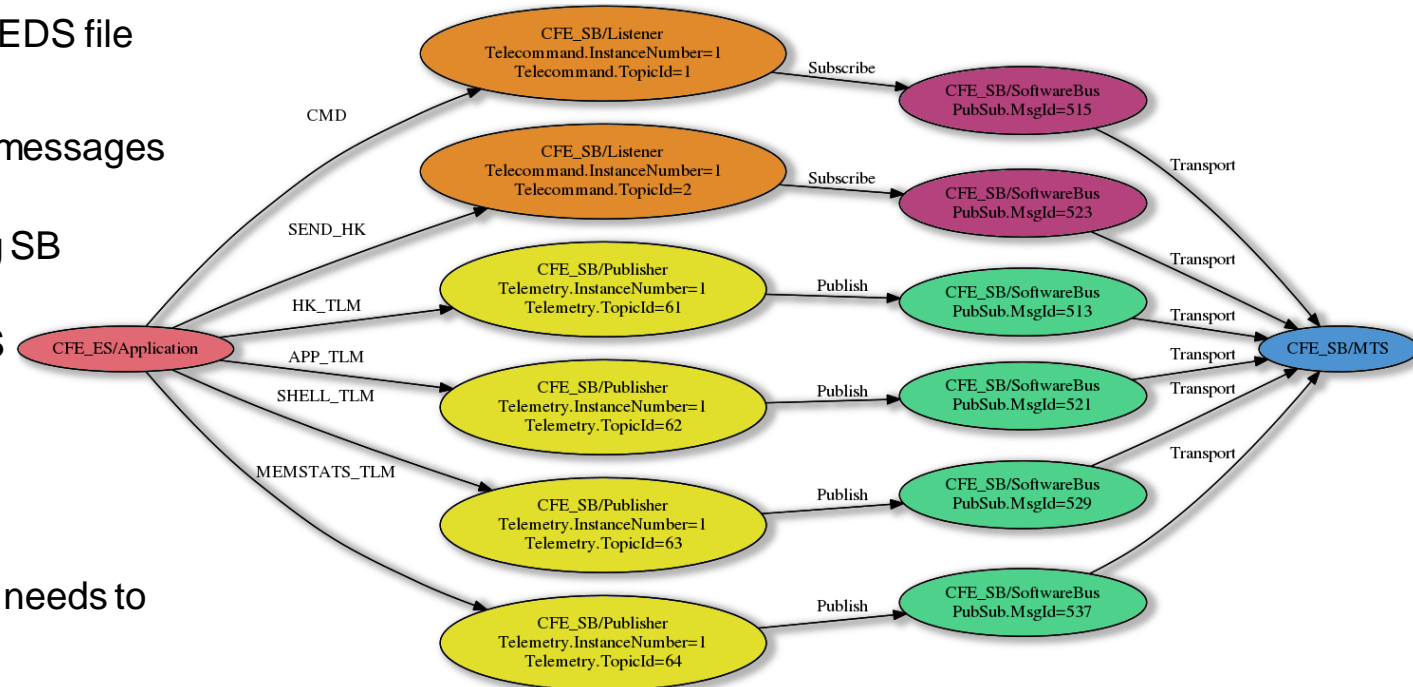 EDS file
messages
SB
needs to
CFE_ES/Application
CMD
SEND_HK
HK_TLM
APP_TLM
SHELL_TLM
MEMSTATS_TLM
CFE_SB/Listener
Telecommand.InstanceNumber=1
Telecommand.TopicId=1
CFE_SB/Listener
Telecommand.InstanceNumber=1
Telecommand.TopicId=2
CFE_SB/Publisher
Telemetry.InstanceNumber=1
Telemetry.TopicId=61
CFE_SB/Publisher
Telemetry.InstanceNumber=1
Telemetry.TopicId=62
CFE_SB/Publisher
Telemetry.InstanceNumber=1
Telemetry.TopicId=63
CFE_SB/Publisher
Telemetry.InstanceNumber=1
Telemetry.TopicId=64
Subscribe
Subscribe
Publish
Publish
Publish
Publish
CFE_SB/SoftwareBus
PubSub.MsgId=515
CFE_SB/SoftwareBus
PubSub.MsgId=523
CFE_SB/SoftwareBus
PubSub.MsgId=513
CFE_SB/SoftwareBus
PubSub.MsgId=521
CFE_SB/SoftwareBus
PubSub.MsgId=529
CFE_SB/SoftwareBus
PubSub.MsgId=537
Transport
Transport
Transport
Transport
Transport
Transport
CFE_SB/MTS